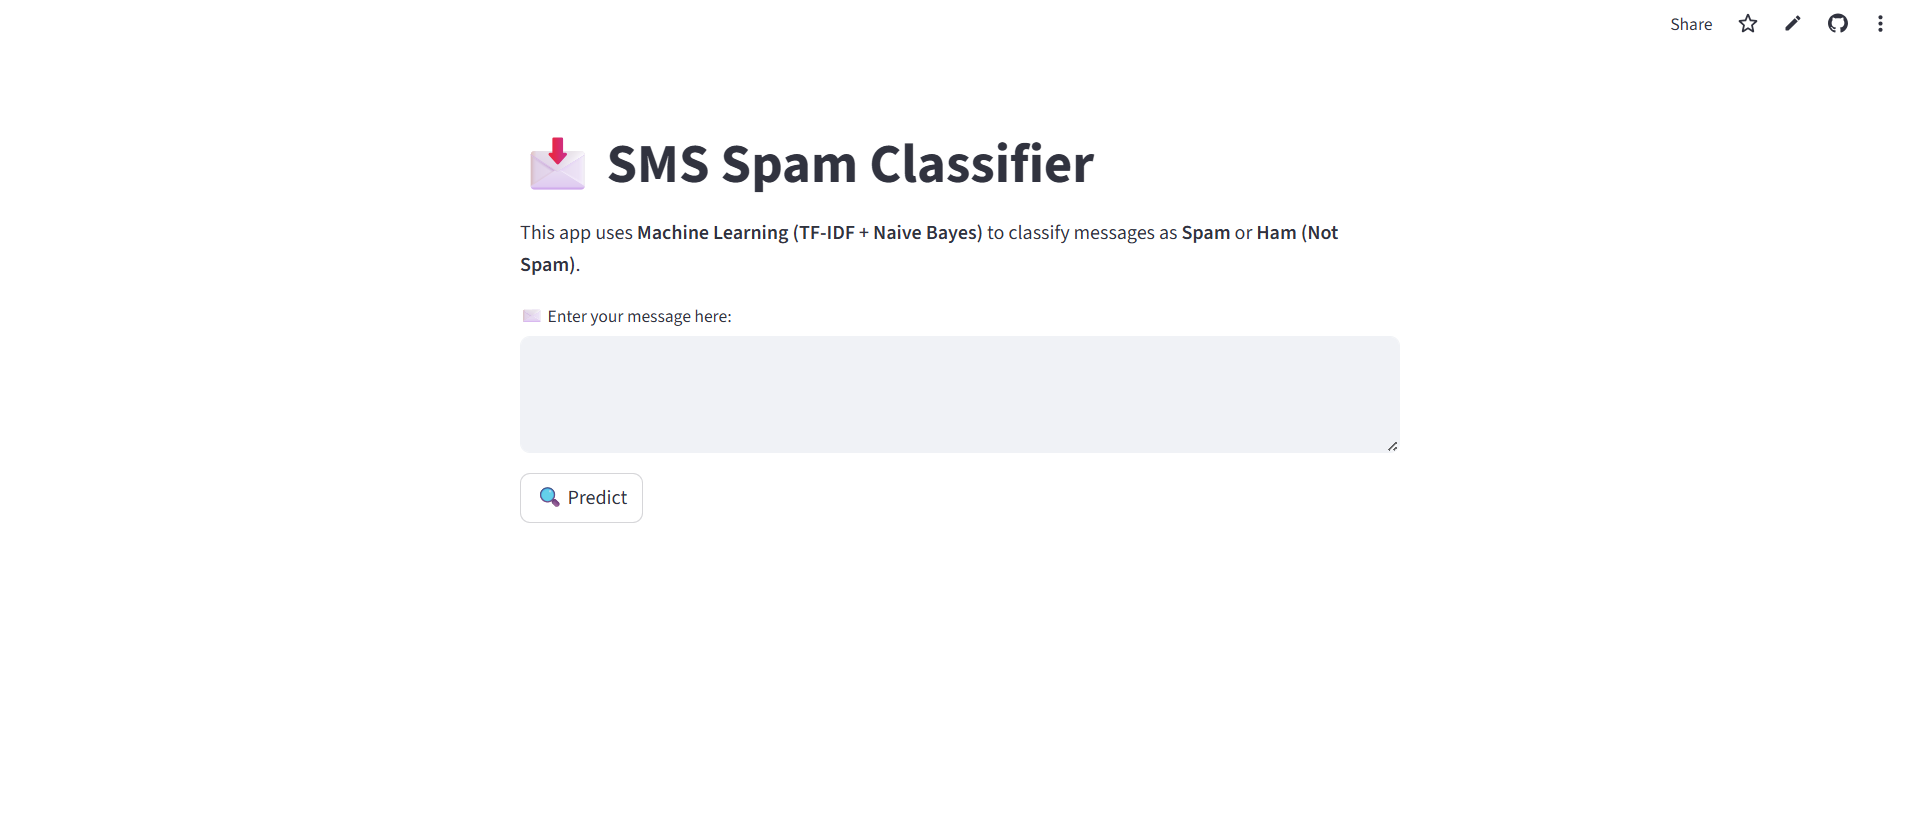 Share
SMS Spam Classifier
This app uses Machine Learning (TF-IDF + Naive Bayes) to classify messages as Spam or Ham (Not
Spam).
Enter your message here:
Predict